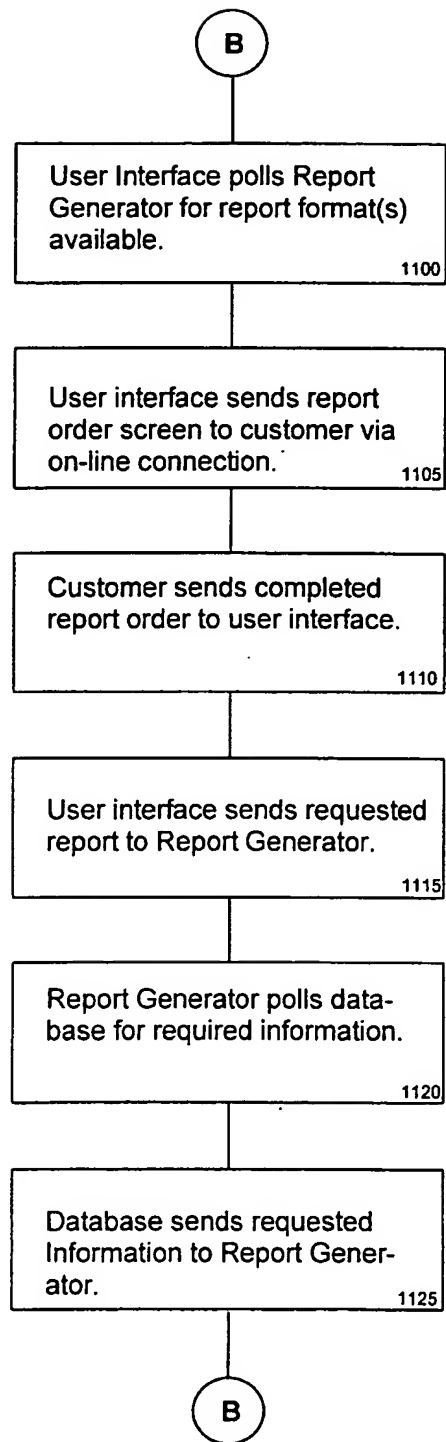 B
User Interface polls Report
Generator for report format(s)
available.
1100
User interface sends report
order screen to customer via
on-line connection.
1105
Customer sends completed
report order to user interface.
1110
User interface sends requested
report to Report Generator.
1115
Report Generator polls data-
base for required information.
1120
Database sends requested
Information to Report Gener-
ator.
1125
B